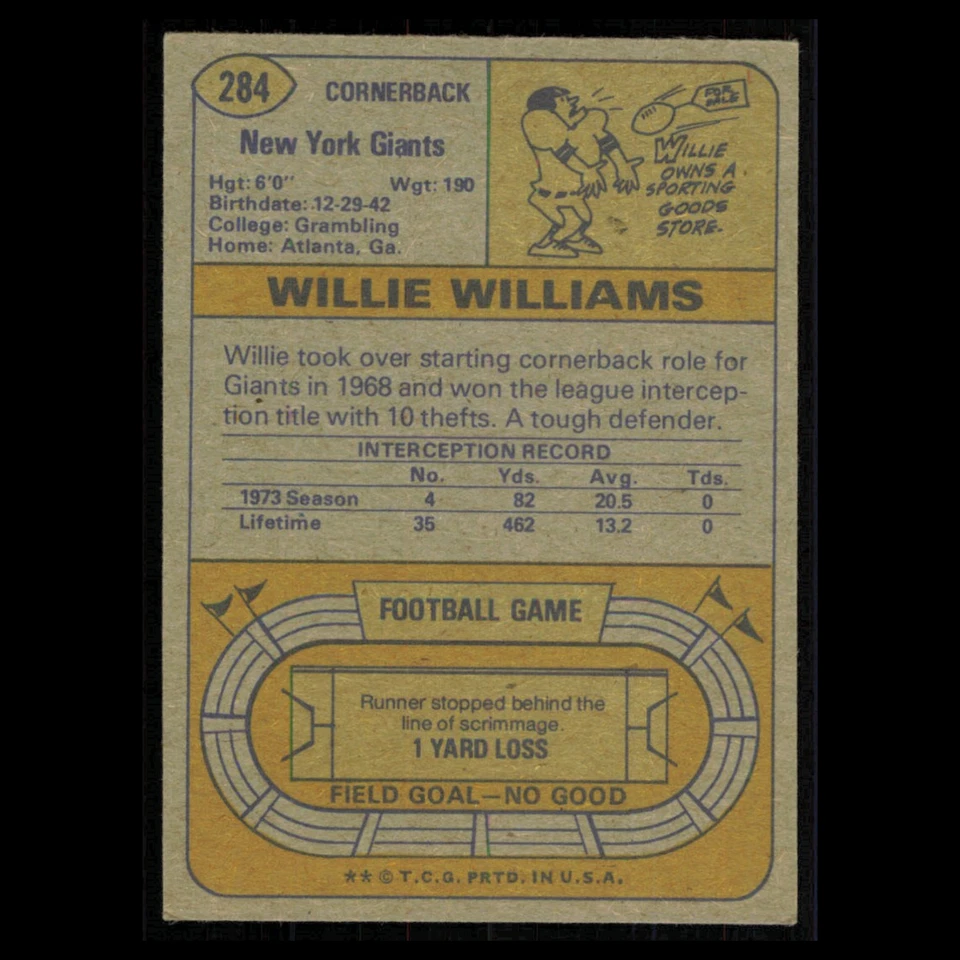 284
CORNERBACK
New York Giants
Hgt: 6'0" Wgt: 190
Birthdate: 12-29-42
College: Grambling
Home: Atlanta, Ga.
FOR
SALE
WILLIE
OWNS A
SPORTING
GOODS
STORE.
WILLIE WILLIAMS
Willie took over starting cornerback role for
Giants in 1968 and won the league intercep-
tion title with 10 thefts. A tough defender.
INTERCEPTION RECORD
No. Yds. Avg. Tds.
1973 Season 4 82 20.5 0
Lifetime 35 462 13.2 0
FOOTBALL GAME
Runner stopped behind the
line of scrimmage.
1 YARD LOSS
FIELD GOAL—NO GOOD
** © T.C.G. PRTD. IN U.S.A.